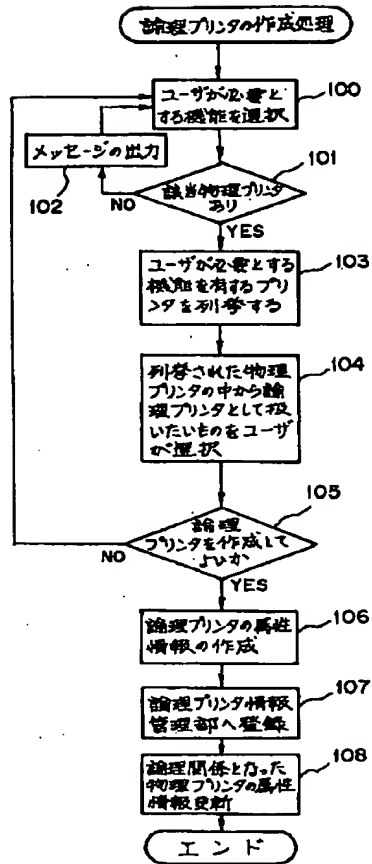 論理プリンタの作成処理
100
ユーザが必要と
する機能を選択
メッセージの出力
102
101
該当物理プリンタ
あり
NO
YES
103
ユーザが必要とする
機能を有するプリ
ンタを列挙する
104
列挙された物理
プリンタの中から論
理プリンタとして扱
いたいものをユーザ
が選択
105
論理
プリンタを作成して
よいか
NO
YES
106
論理プリンタの属性
情報の作成
107
論理プリンタ情報
管理部へ登録
108
論理関係となった
物理プリンタの属性
情報更新
エンド